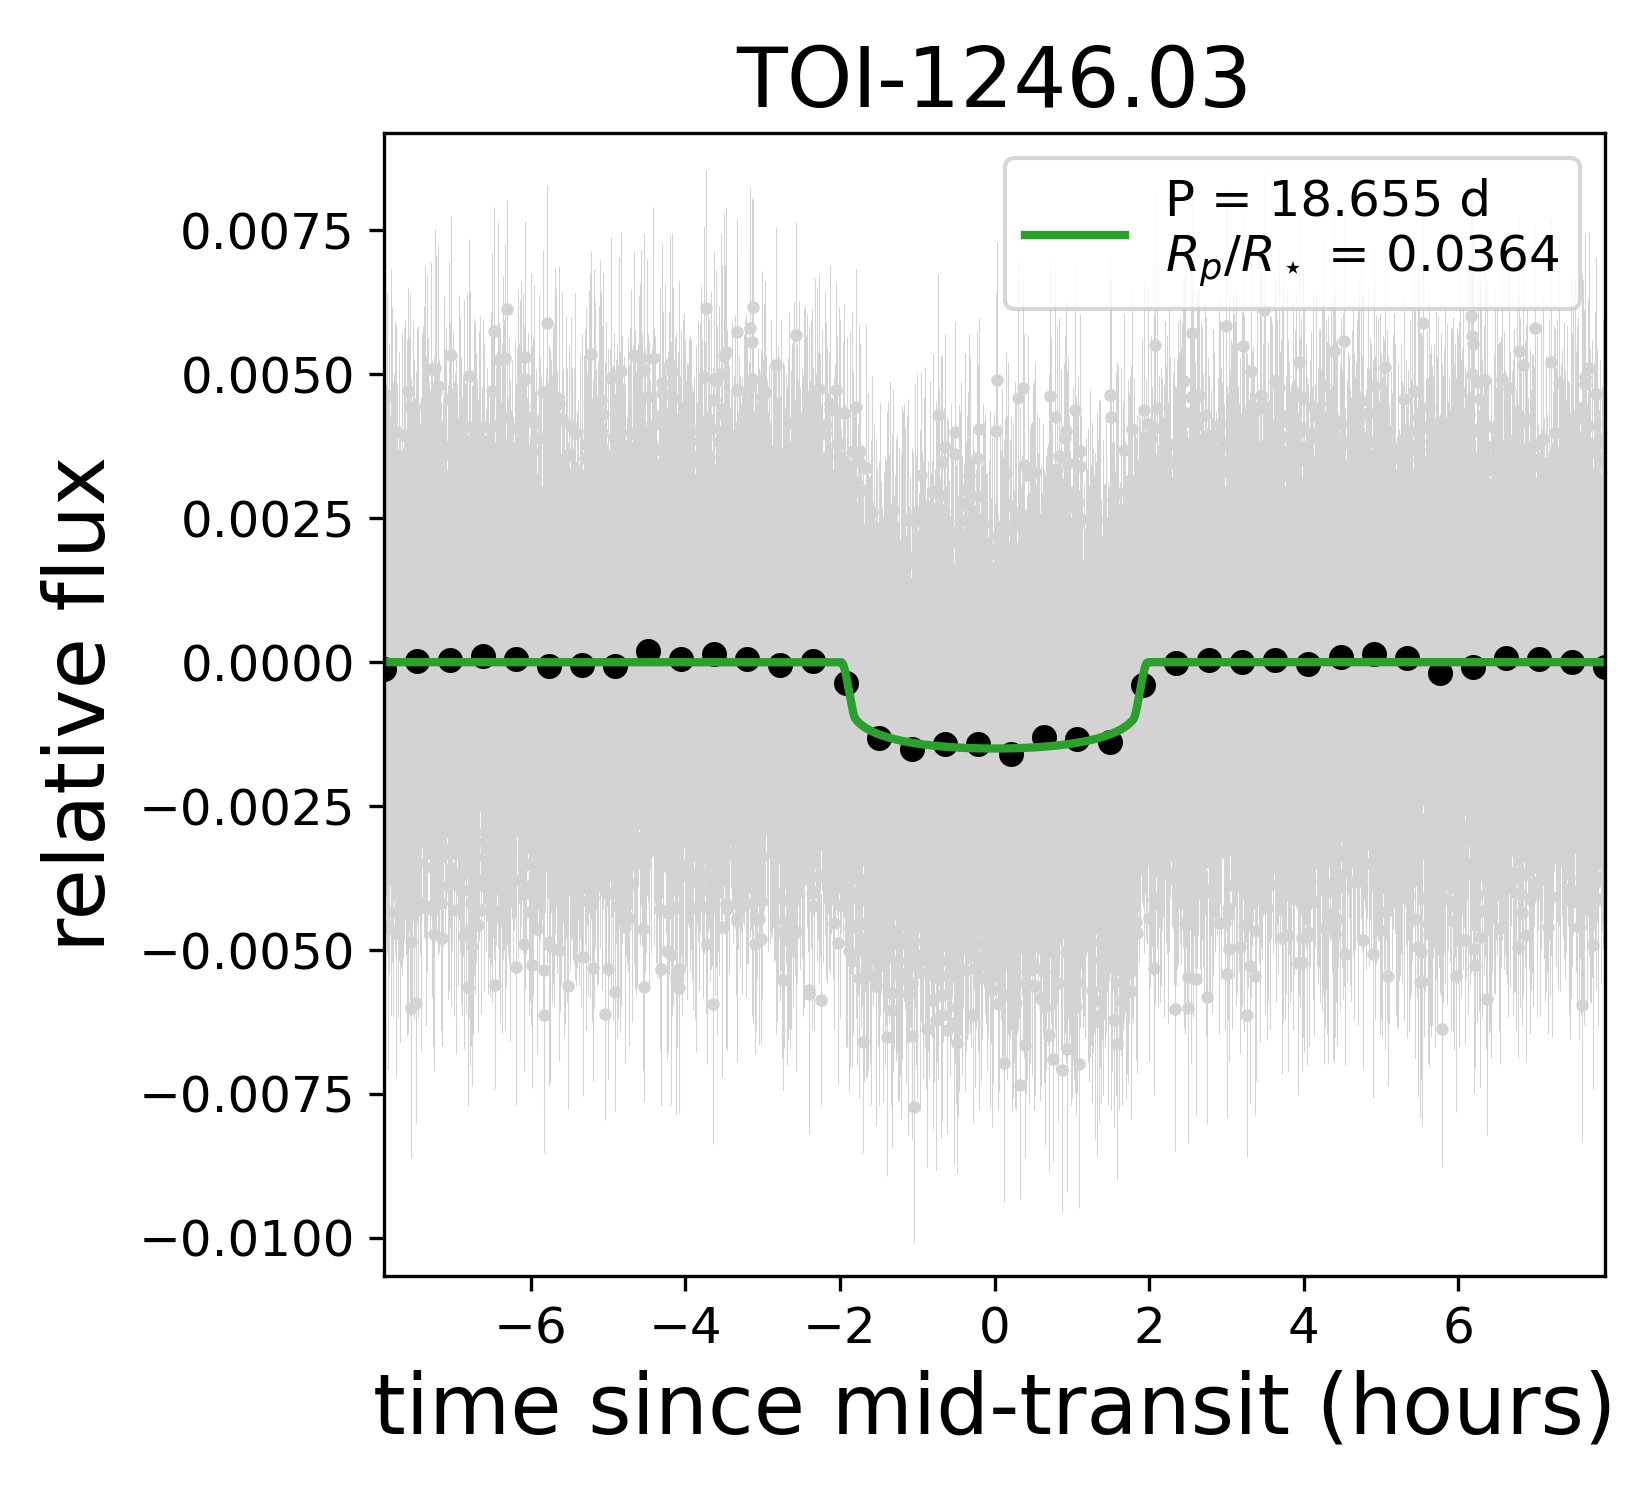 TOI-1246.03
P = 18.655 d
Rp/R⋆ = 0.0364
relative flux
0.0075
0.0050
0.0025
0.0000
−0.0025
−0.0050
−0.0075
−0.0100
−6 −4 −2 0 2 4 6
time since mid-transit (hours)